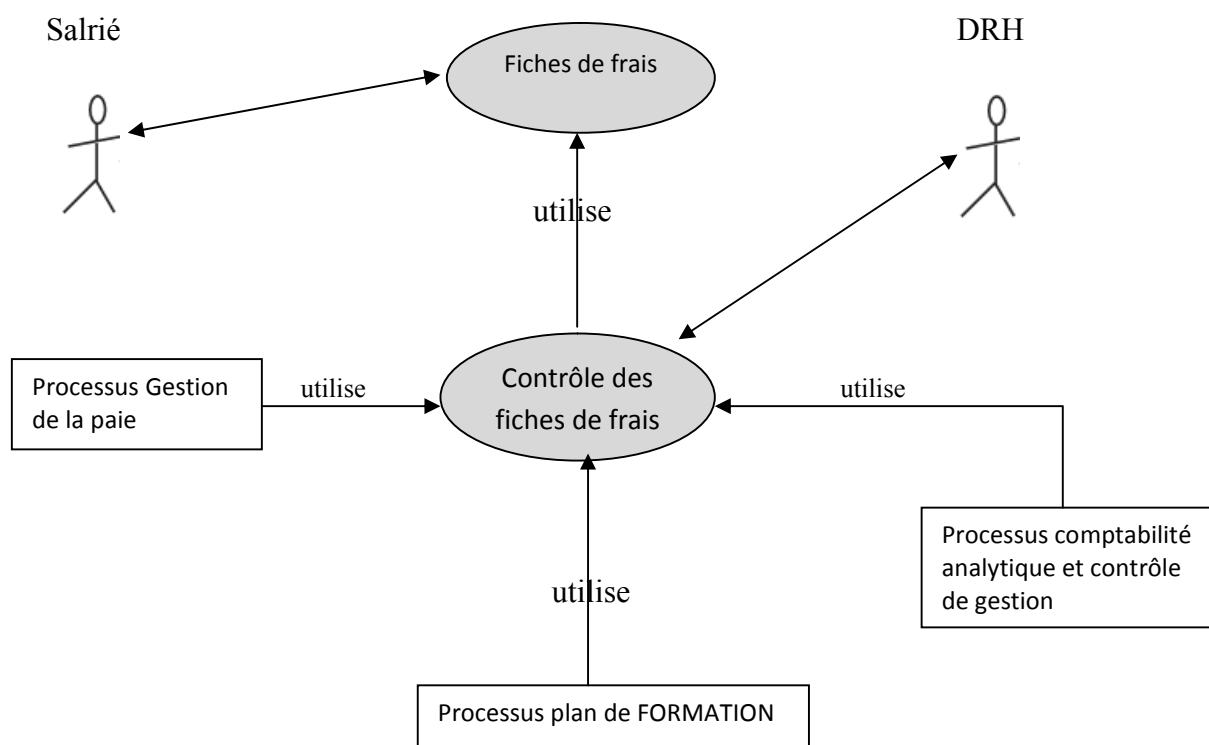 Salrié
DRH
Fiches de frais
utilise
Contrôle des
fiches de frais
Processus Gestion
de la paie
utilise
utilise
Processus comptabilité
analytique et contrôle
de gestion
utilise
Processus plan de FORMATION